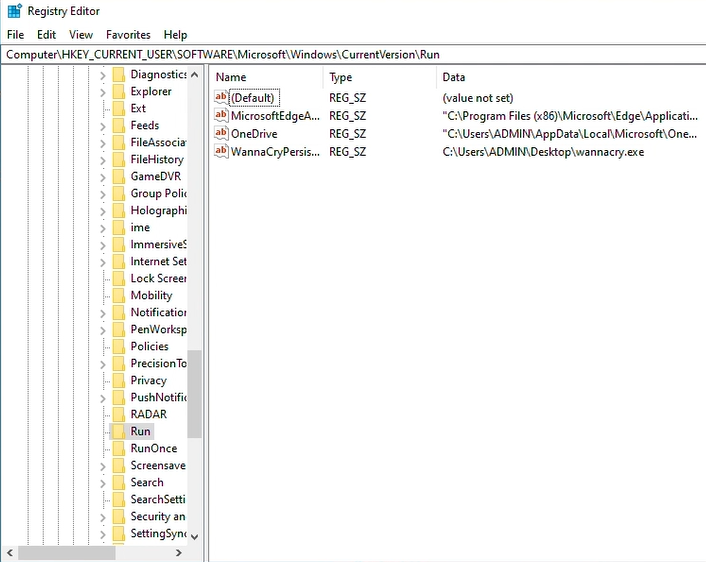 Registry Editor
File Edit View Favorites Help
Computer\HKEY_CURRENT_USER\SOFTWARE\Microsoft\Windows\CurrentVersion\Run
Diagnostics
Explorer
Ext
Feeds
FileAssocia
FileHistory
GameDVR
Group Polic
Holographi
ime
ImmersiveS
Internet Set
Lock Screen
Mobility
Notification
PenWorksp
Policies
PrecisionTo
Privacy
PushNotific
RADAR
Run
RunOnce
Screensave
Search
SearchSetti
Security an
SettingSync
Name Type Data
ab (Default) REG_SZ (value not set)
ab MicrosoftEdgeA... REG_SZ "C:\Program Files (x86)\Microsoft\Edge\Applicati...
ab OneDrive REG_SZ "C:\Users\ADMIN\AppData\Local\Microsoft\One...
ab WannaCryPersis... REG_SZ C:\Users\ADMIN\Desktop\wannacry.exe